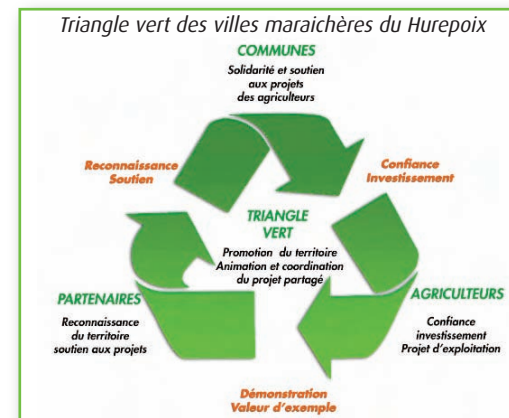 Triangle vert des villes maraichères du Hurepoix
COMMUNES
Solidarité et soutien
aux projets
des agriculteurs
Reconnaissance
Soutien
Confiance
Investissement
TRIANGLE
VERT
Promotion du territoire
Animation et coordination
du projet partagé
PARTENAIRES
Reconnaissance
du territoire
soutien aux projets
AGRICULTEURS
Confiance
investissement
Projet d'exploitation
Démonstration
Valeur d'exemple